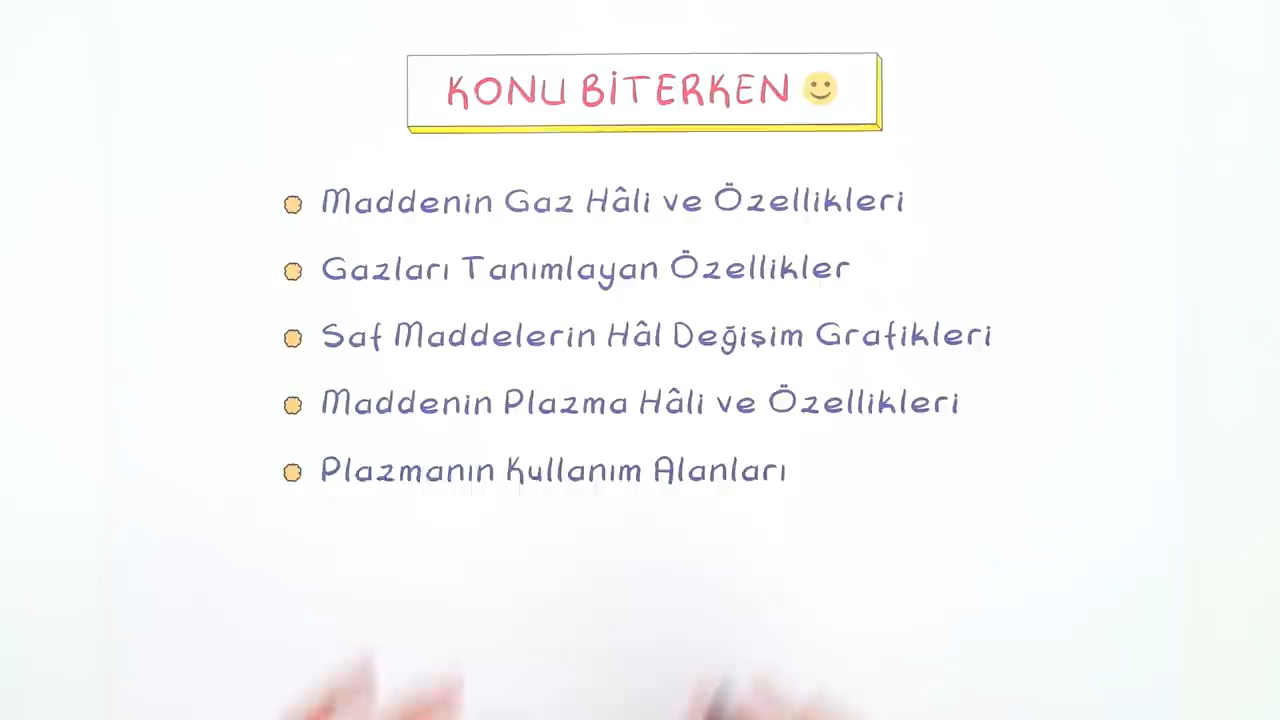 KONU BİTERKEN
Maddenin Gaz Hâli ve Özellikleri
Gazları Tanımlayan Özellikler
Saf Maddelerin Hâl Değişim Grafikleri
Maddenin Plazma Hâli ve Özellikleri
Plazmanın Kullanım Alanları